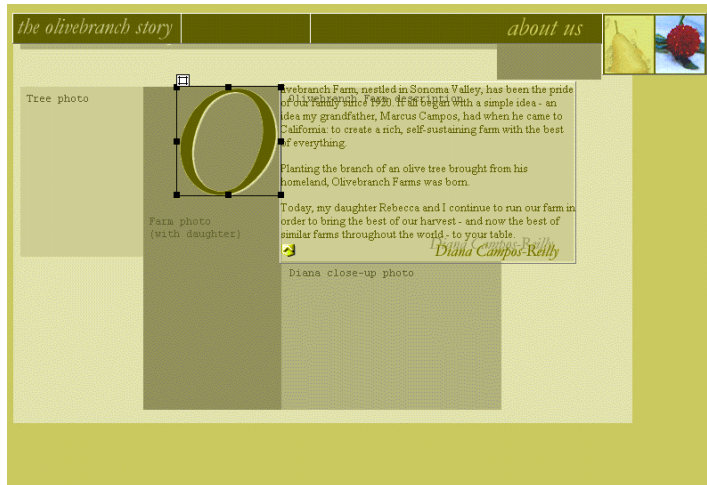 the olivebranch story
about us
Tree photo
Olivebranch Farm description
O
livebranch Farm, nestled in Sonoma Valley, has been the pride
of our family since 1920. It all began with a simple idea - an
idea my grandfather, Marcus Campos, had when he came to
California: to create a rich, self-sustaining farm with the best
of everything.
Planting the branch of an olive tree brought from his
homeland, Olivebranch Farms was born.
Today, my daughter Rebecca and I continue to run our farm in
order to bring the best of our harvest - and now the best of
similar farms throughout the world - to your table.
Diana Campos-Reilly
Diana Campos-Reilly
Farm photo
(with daughter)
Diana close-up photo